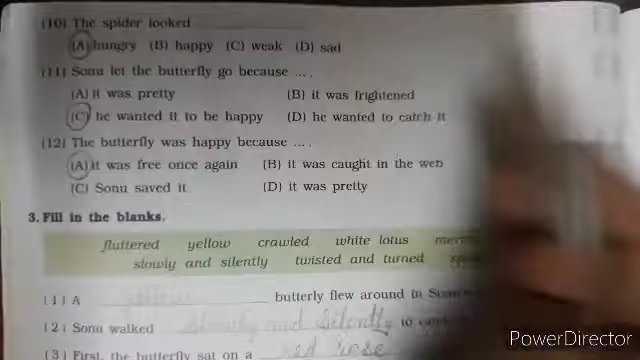 (10) The spider looked
(A) hungry (B) happy (C) weak (D) sad
(11) Sonu let the butterfly go because ... .
(A) it was pretty (B) it was frightened
(C) he wanted it to be happy (D) he wanted to catch it
(12) The butterfly was happy because ... .
(A) it was free once again (B) it was caught in the web
(C) Sonu saved it (D) it was pretty
3. Fill in the blanks.
fluttered yellow crawled white lotus
slowly and silently twisted and turned
(1) A yellow butterly flew around in
(2) Sonu walked slowly and silently to
(3) First, the butterfly sat on a red rose
PowerDirector